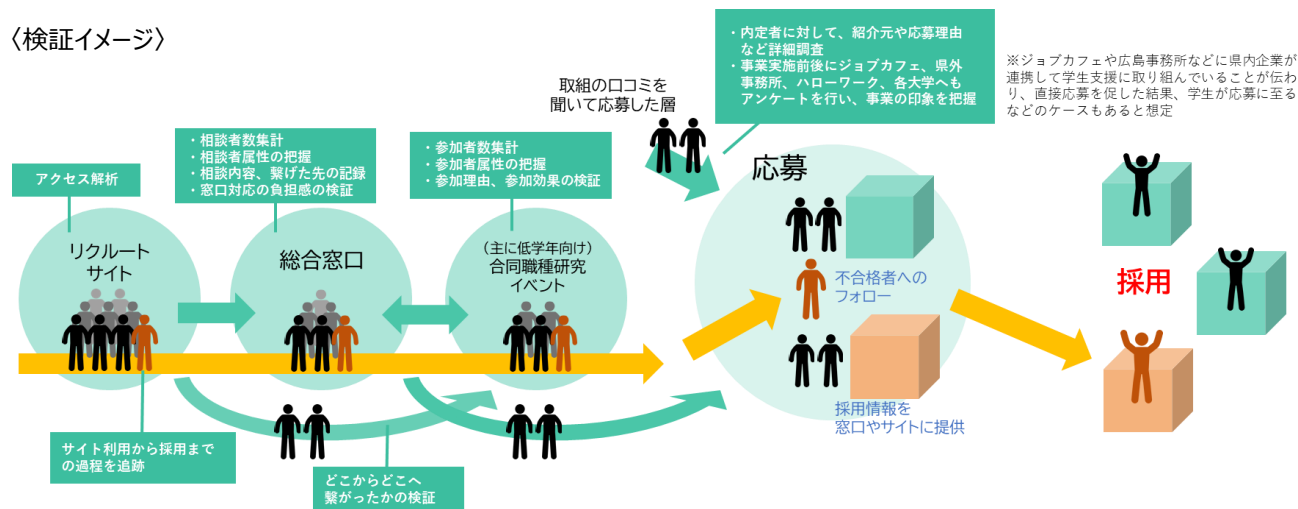 〈検証イメージ〉
・内定者に対して、紹介元や応募理由
など詳細調査
・事業実施前後にジョブカフェ、県外
事務所、ハローワーク、各大学へも
アンケートを行い、事業の印象を把握
※ジョブカフェや広島事務所などに県内企業が
連携して学生支援に取り組んでいることが伝わ
り、直接応募を促した結果、学生が応募に至る
などのケースもあると想定
取組の口コミを
聞いて応募した層
アクセス解析
・相談者数集計
・相談者属性の把握
・相談内容、繋げた先の記録
・窓口対応の負担感の検証
・参加者数集計
・参加者属性の把握
・参加理由、参加効果の検証
リクルート
サイト
総合窓口
（主に低学年向け）
合同職種研究
イベント
応募
不合格者への
フォロー
採用情報を
窓口やサイトに提供
採用
サイト利用から採用まで
の過程を追跡
どこからどこへ
繋がったかの検証